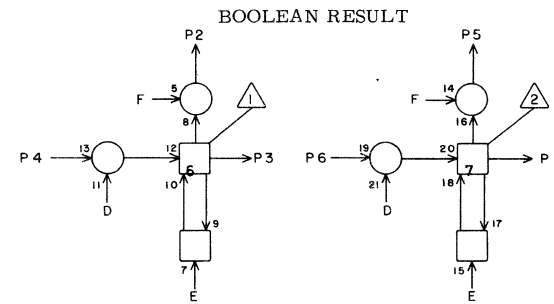 BOOLEAN RESULT
P2 P5
5 14
F F
1 2
8 16
13 12 19 20
P4 P3 P6 P
6 7
11 10 21 18
D D
9 17
7 15
E E